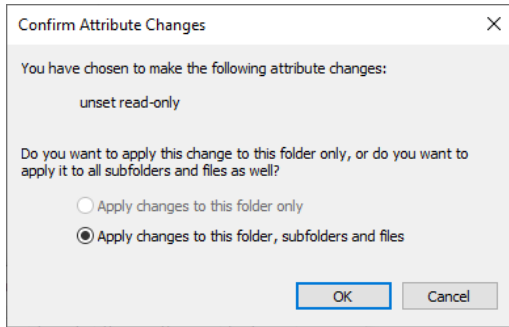 Confirm Attribute Changes
You have chosen to make the following attribute changes:
unset read-only
Do you want to apply this change to this folder only, or do you want to
apply it to all subfolders and files as well?
Apply changes to this folder only
Apply changes to this folder, subfolders and files
OK Cancel